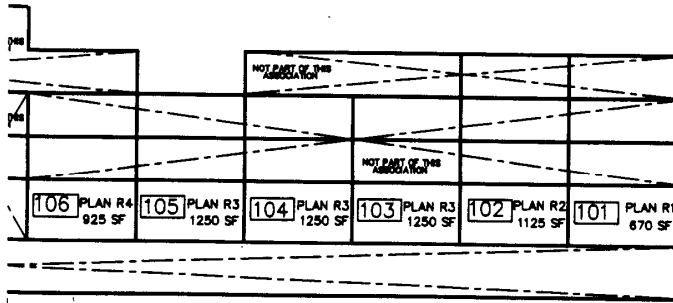 THIS
NOT PART OF THIS
ASSOCIATION
THIS
NOT PART OF THIS
ASSOCIATION
106 PLAN R4
925 SF
105 PLAN R3
1250 SF
104 PLAN R3
1250 SF
103 PLAN R3
1250 SF
102 PLAN R2
1125 SF
101 PLAN R1
670 SF